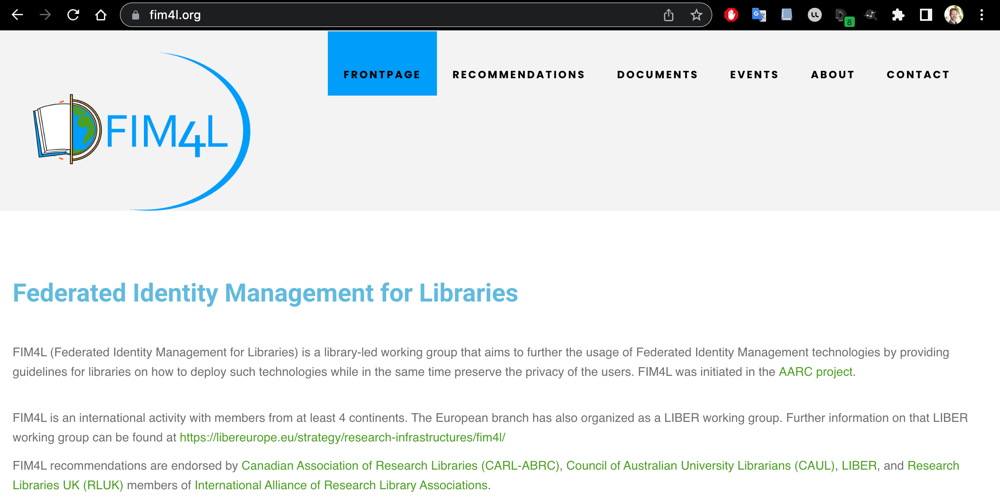 fim4l.org
8
FRONTPAGE RECOMMENDATIONS DOCUMENTS EVENTS ABOUT CONTACT
FIM4L
Federated Identity Management for Libraries
FIM4L (Federated Identity Management for Libraries) is a library-led working group that aims to further the usage of Federated Identity Management technologies by providing
guidelines for libraries on how to deploy such technologies while in the same time preserve the privacy of the users. FIM4L was initiated in the AARC project.
FIM4L is an international activity with members from at least 4 continents. The European branch has also organized as a LIBER working group. Further information on that LIBER
working group can be found at https://libereurope.eu/strategy/research-infrastructures/fim4l/
FIM4L recommendations are endorsed by Canadian Association of Research Libraries (CARL-ABRC), Council of Australian University Librarians (CAUL), LIBER, and Research
Libraries UK (RLUK) members of International Alliance of Research Library Associations.